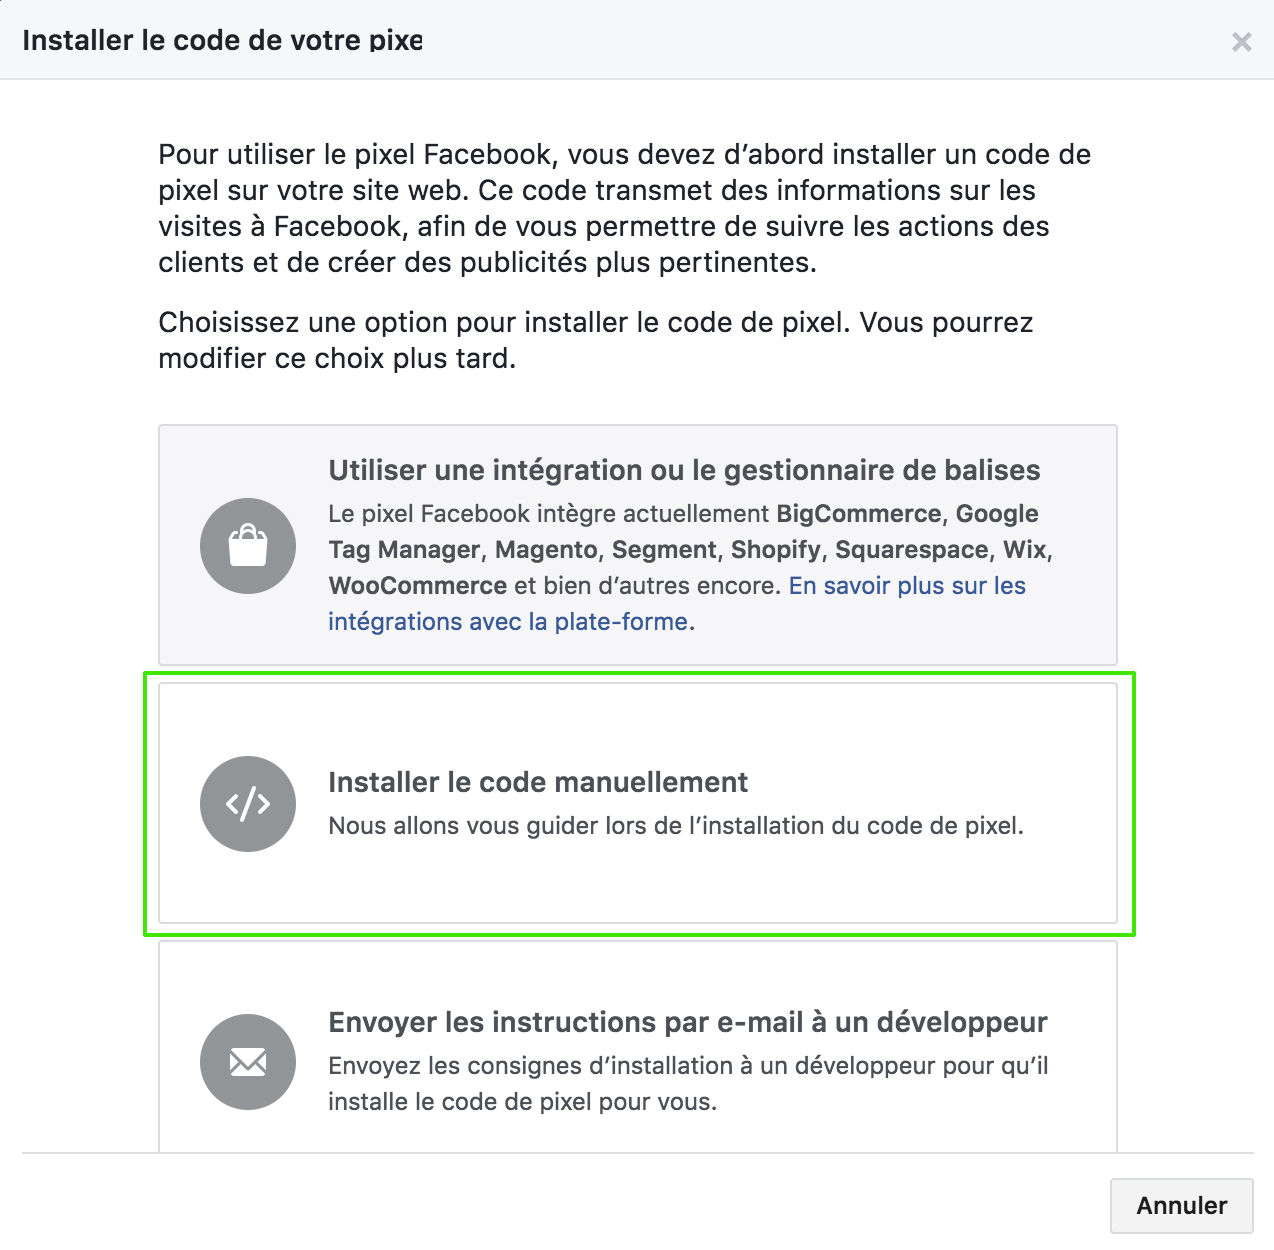 Installer le code de votre pixe
Pour utiliser le pixel Facebook, vous devez d’abord installer un code de
pixel sur votre site web. Ce code transmet des informations sur les
visites à Facebook, afin de vous permettre de suivre les actions des
clients et de créer des publicités plus pertinentes.
Choisissez une option pour installer le code de pixel. Vous pourrez
modifier ce choix plus tard.
Utiliser une intégration ou le gestionnaire de balises
Le pixel Facebook intègre actuellement BigCommerce, Google
Tag Manager, Magento, Segment, Shopify, Squarespace, Wix,
WooCommerce et bien d’autres encore. En savoir plus sur les
intégrations avec la plate-forme.
Installer le code manuellement
Nous allons vous guider lors de l’installation du code de pixel.
Envoyer les instructions par e-mail à un développeur
Envoyez les consignes d’installation à un développeur pour qu’il
installe le code de pixel pour vous.
Annuler